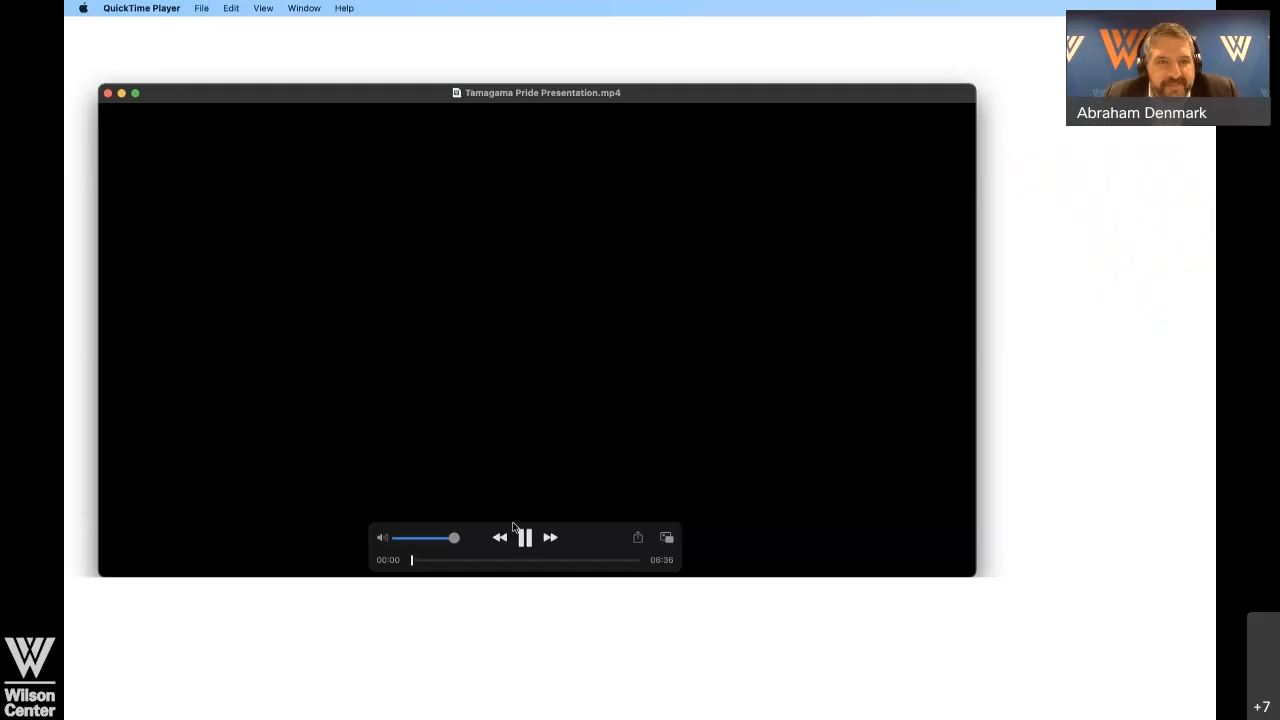 QuickTime Player File Edit View Window Help
Tamagama Pride Presentation.mp4
Abraham Denmark
00:00 06:36
Wilson
Center
+7